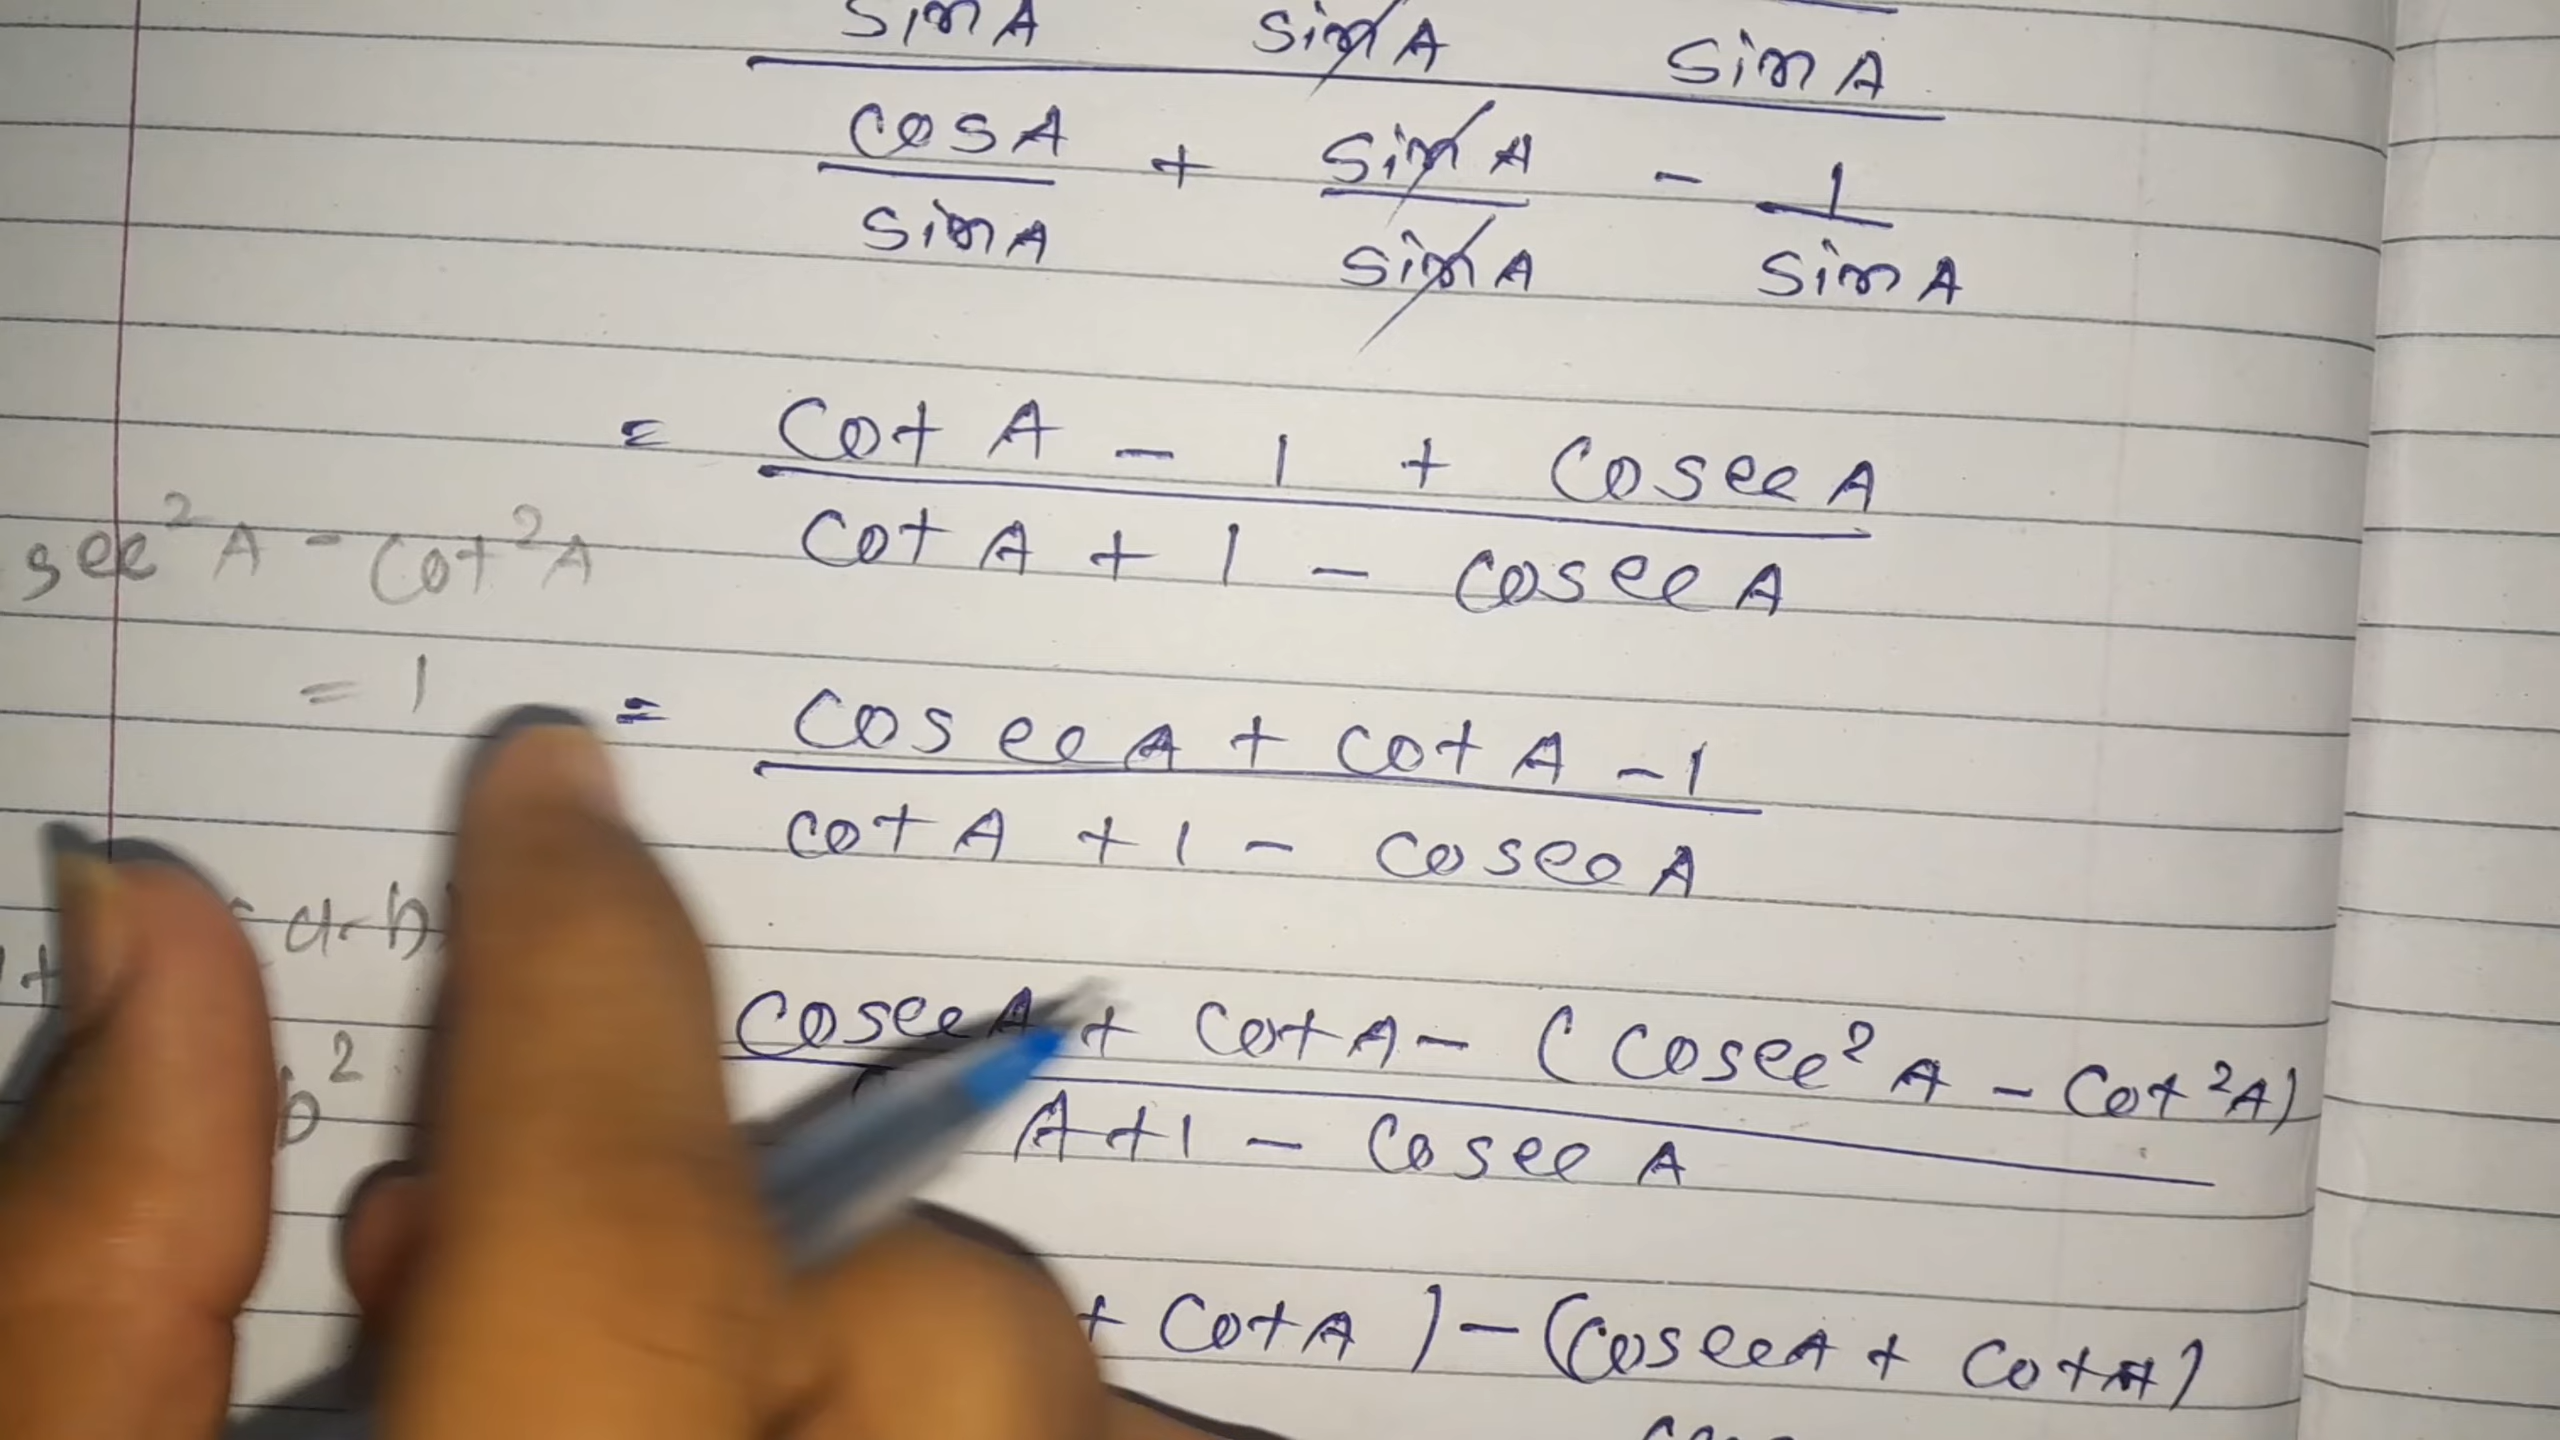 sin A sin A sin A
cos A + sin A - 1
sin A sin A sin A
= cot A - 1 + cosec A
cot A + 1 - cosec A
sec² A - cot² A
= 1
= cosec A + cot A - 1
cot A + 1 - cosec A
a-b
cosec A + cot A - (cosec² A - cot² A)
b²
A + 1 - cosec A
+ cot A) - (cosec A + cot A)